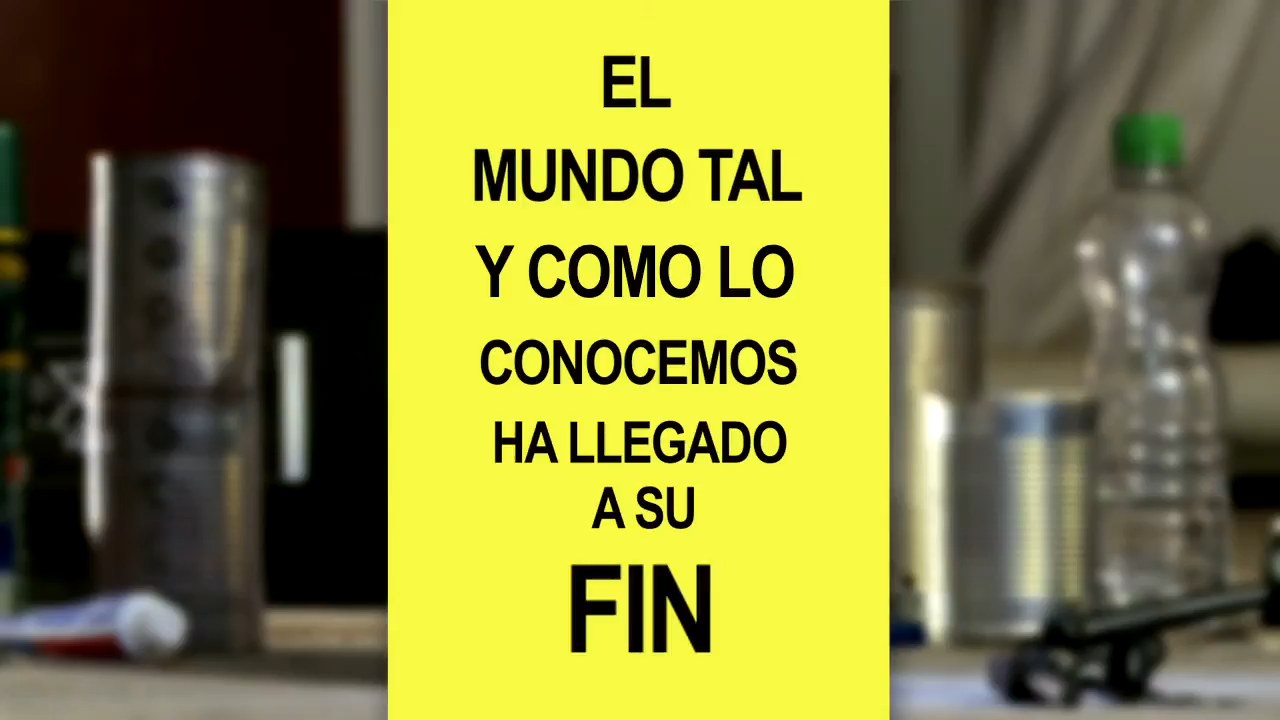 EL
MUNDO TAL
Y COMO LO
CONOCEMOS
HA LLEGADO
A SU
FIN